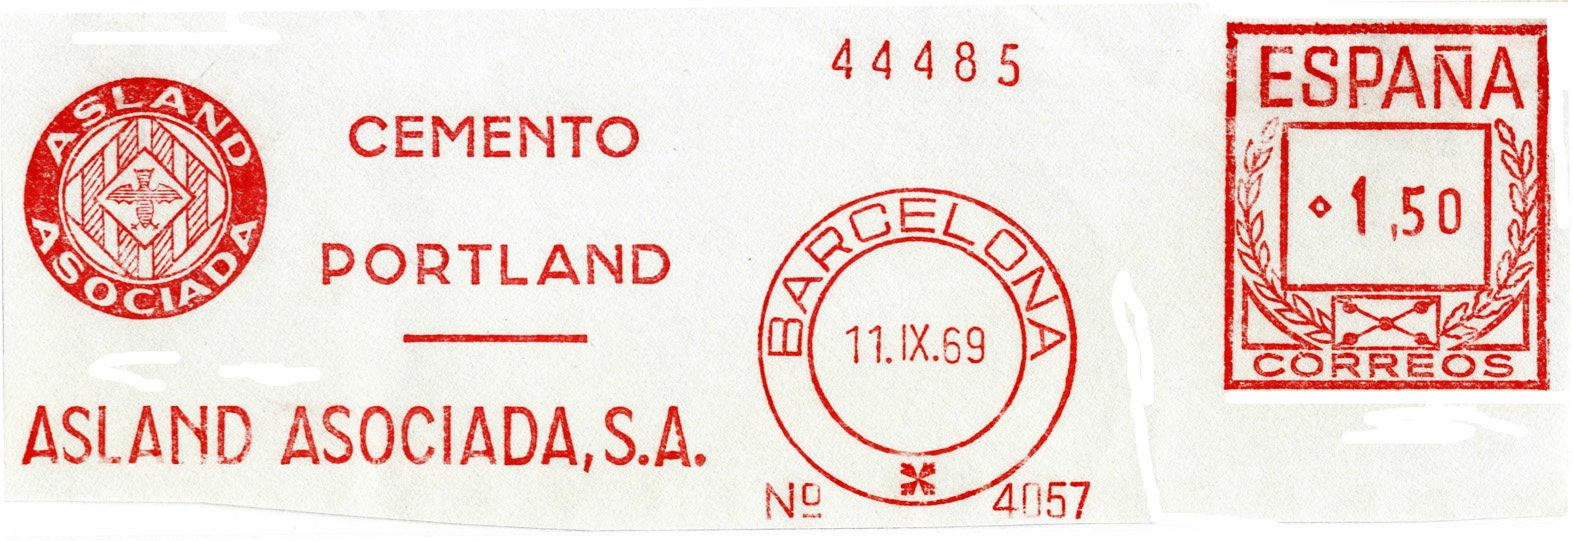 ASLAND
ASOCIADA
CEMENTO
PORTLAND
ASLAND ASOCIADA, S.A.
44485
BARCELONA
11.IX.69
Nº 4057
ESPAÑA
1,50
CORREOS